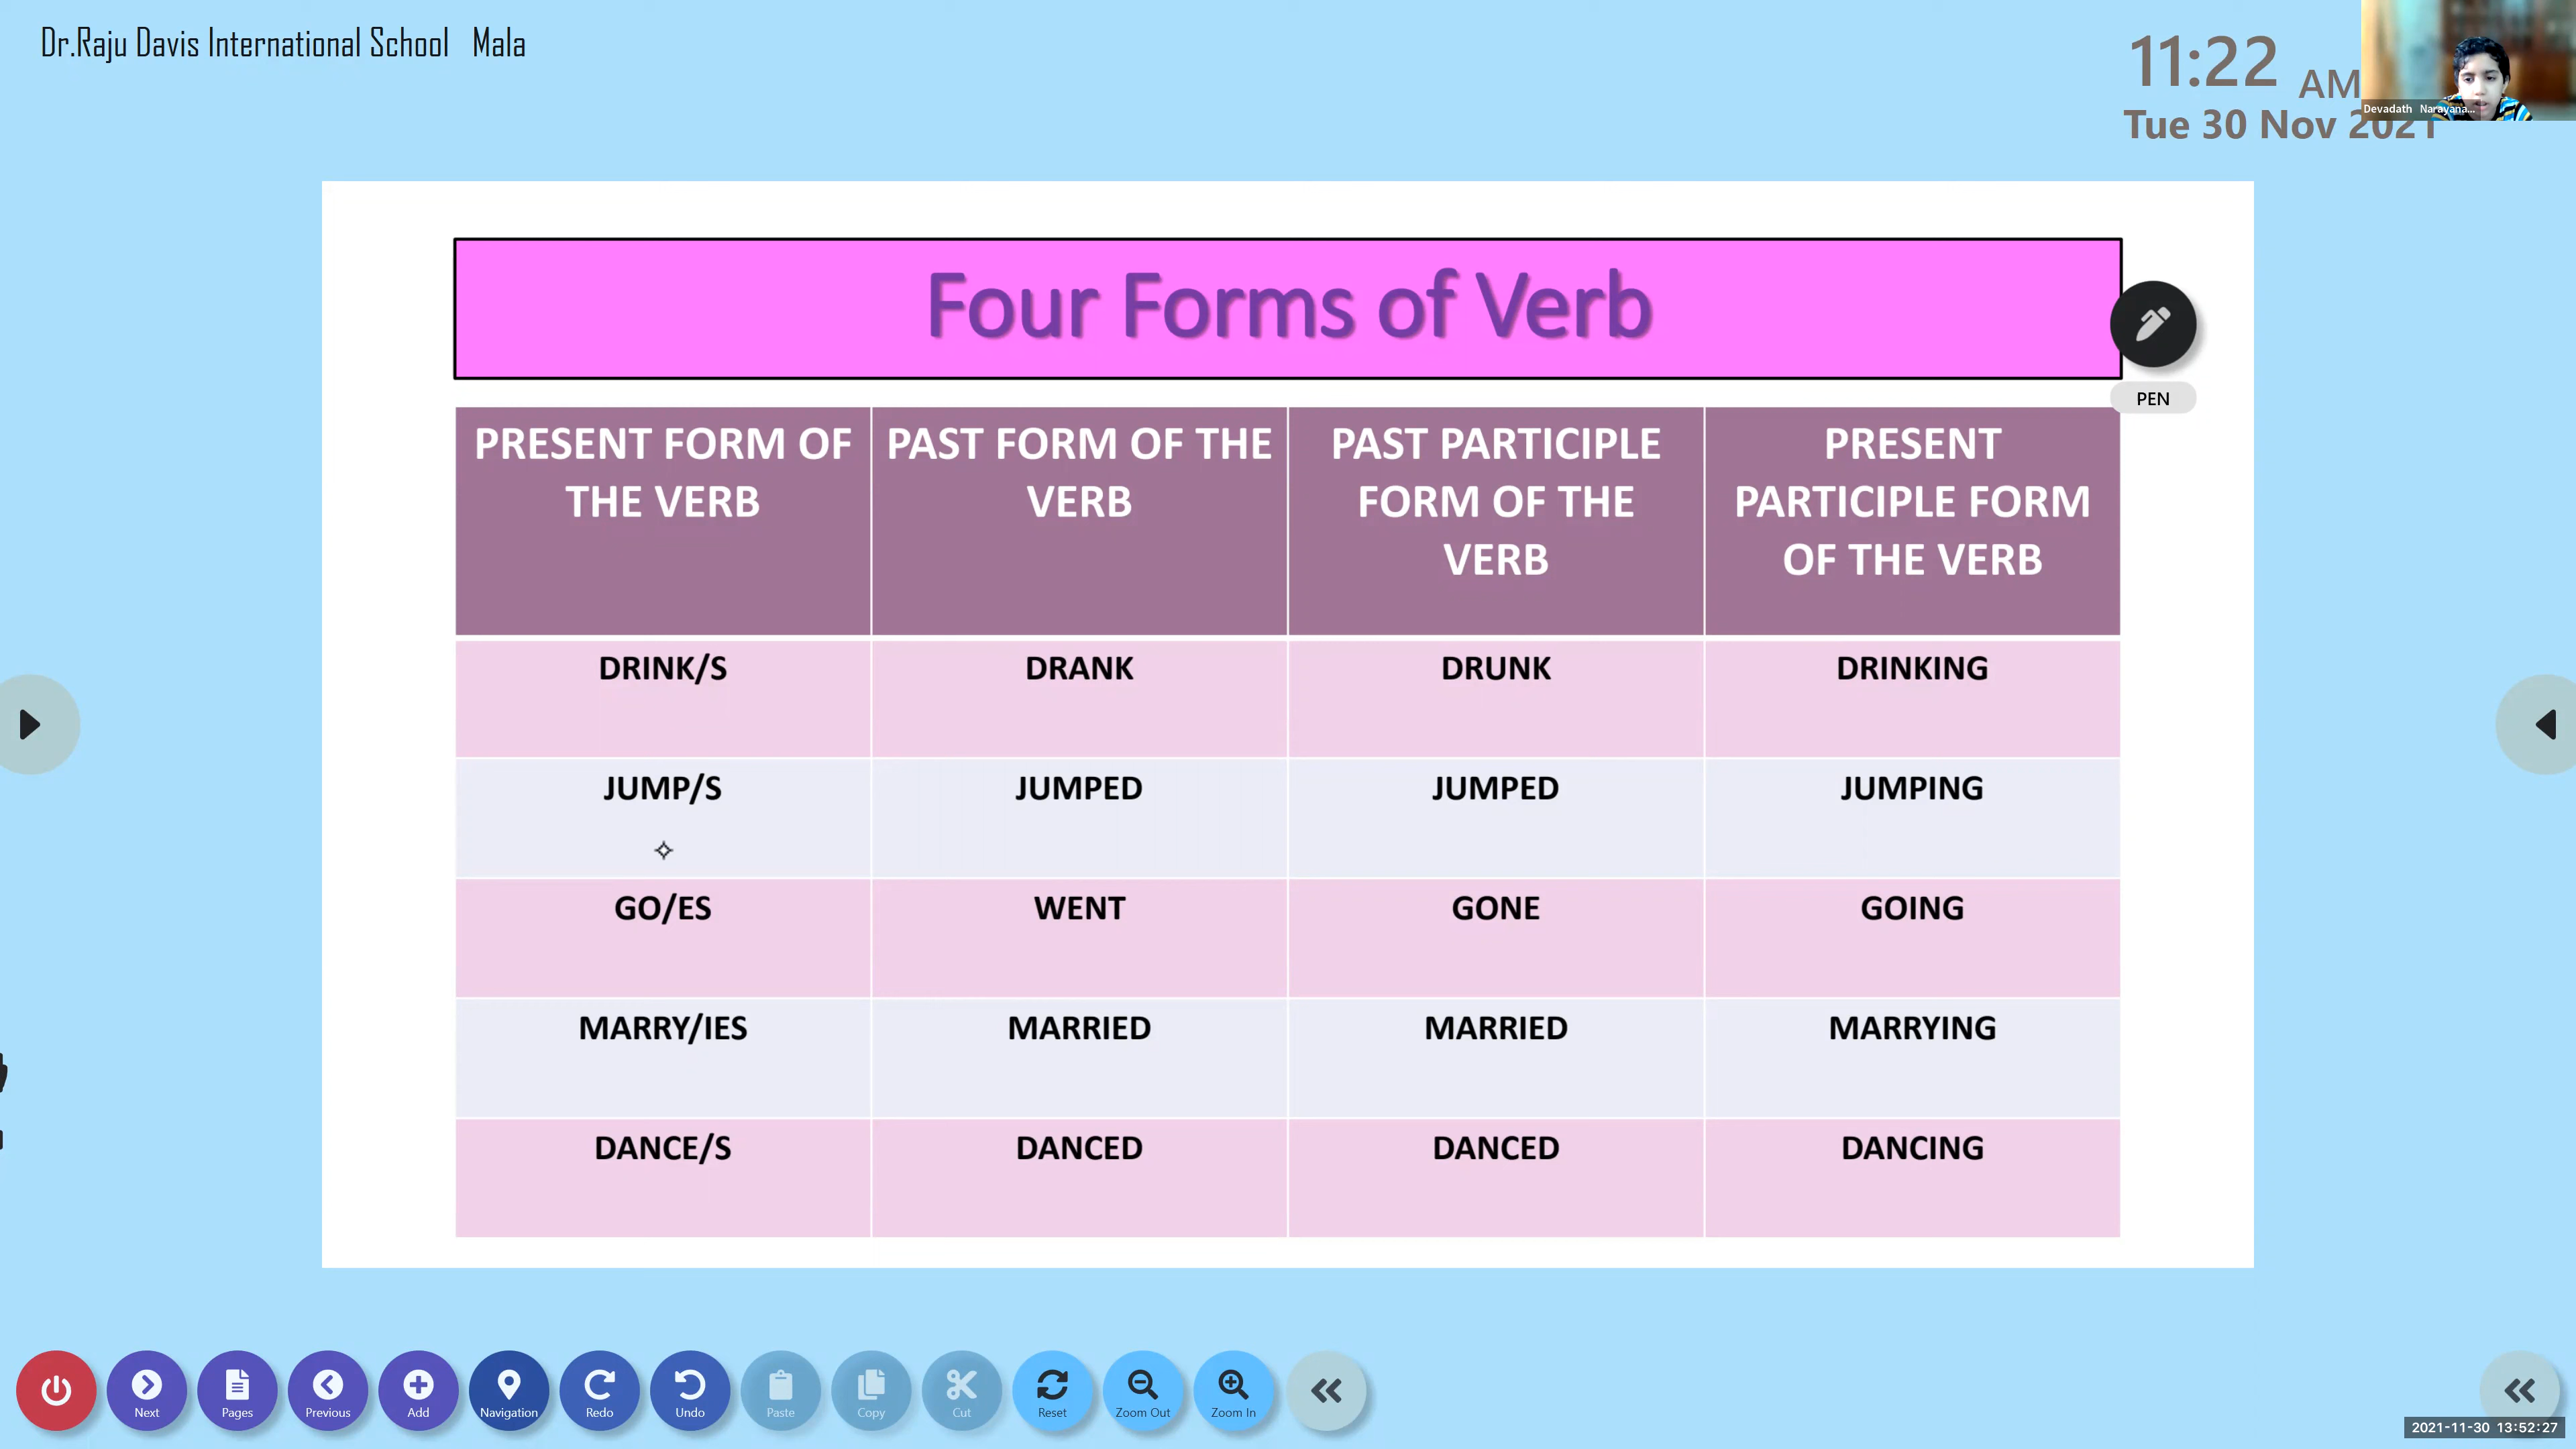 Dr.Raju Davis International School Mala
11:22 AM
Tue 30 Nov 2021
Devadath Narayana...
Four Forms of Verb
PEN
PRESENT FORM OF THE VERB
PAST FORM OF THE VERB
PAST PARTICIPLE FORM OF THE VERB
PRESENT PARTICIPLE FORM OF THE VERB
DRINK/S DRANK DRUNK DRINKING
JUMP/S JUMPED JUMPED JUMPING
GO/ES WENT GONE GOING
MARRY/IES MARRIED MARRIED MARRYING
DANCE/S DANCED DANCED DANCING
Next Pages Previous Add Navigation Redo Undo Paste Copy Cut Reset Zoom Out Zoom In
2021-11-30 13:52:27